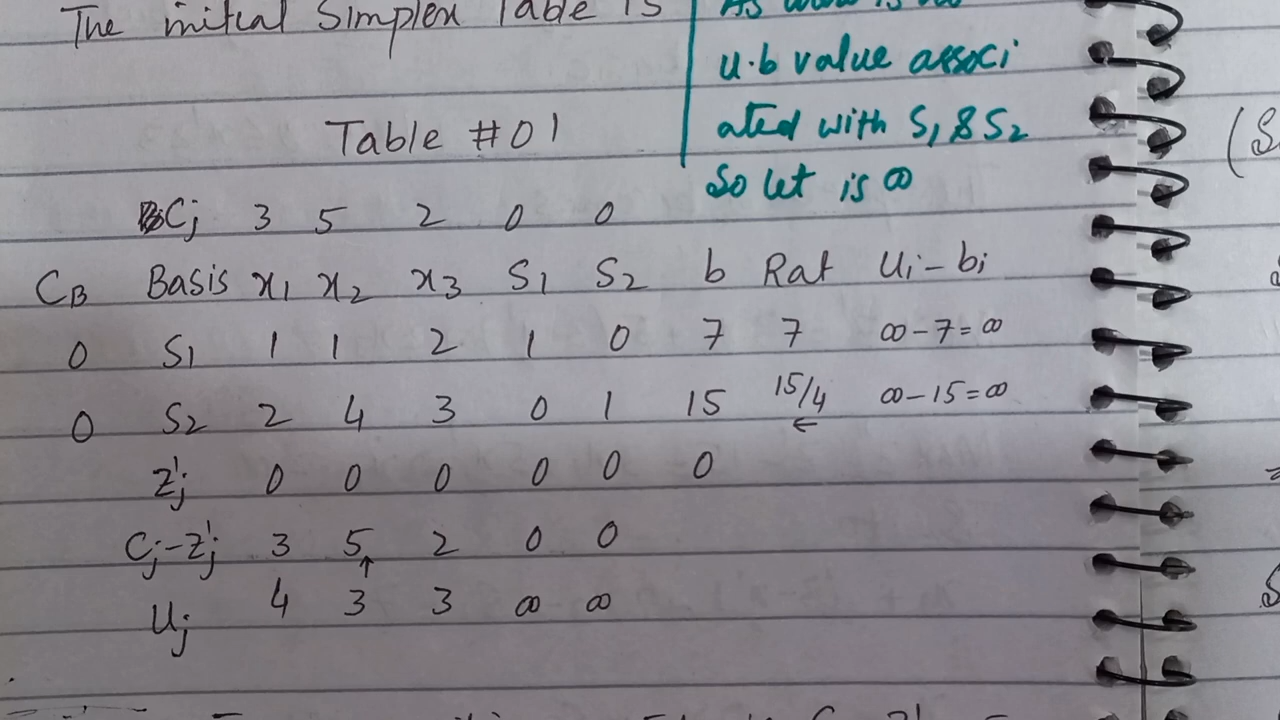 The initial Simplex Table is
u.b value associ
ated with S1 & S2
So let is ∞
Table #01
Cj 3 5 2 0 0
CB Basis x1 x2 x3 S1 S2 b Rat Ui-bi
0 S1 1 1 2 1 0 7 7 ∞-7=∞
0 S2 2 4 3 0 1 15 15/4 ∞-15=∞
←
Z'j 0 0 0 0 0 0
Cj-Z'j 3 5 2 0 0
↑
Uj 4 3 3 ∞ ∞